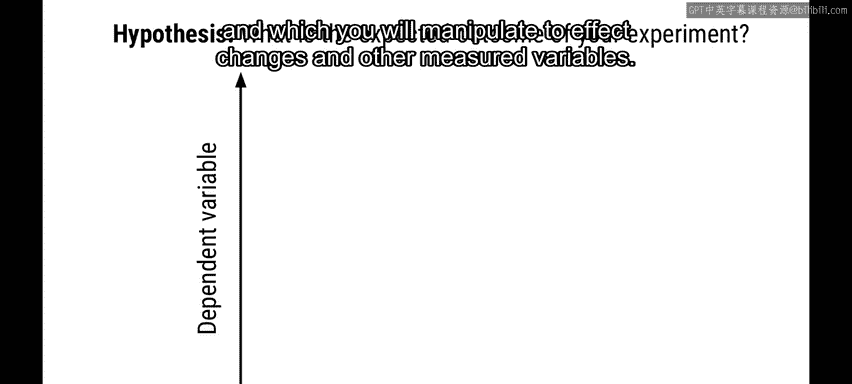 GPT中英字幕课程资源@bilibili.com
Hypothesis: experiment?
and which you will manipulate to effect
changes and other measured variables.
Dependent variable